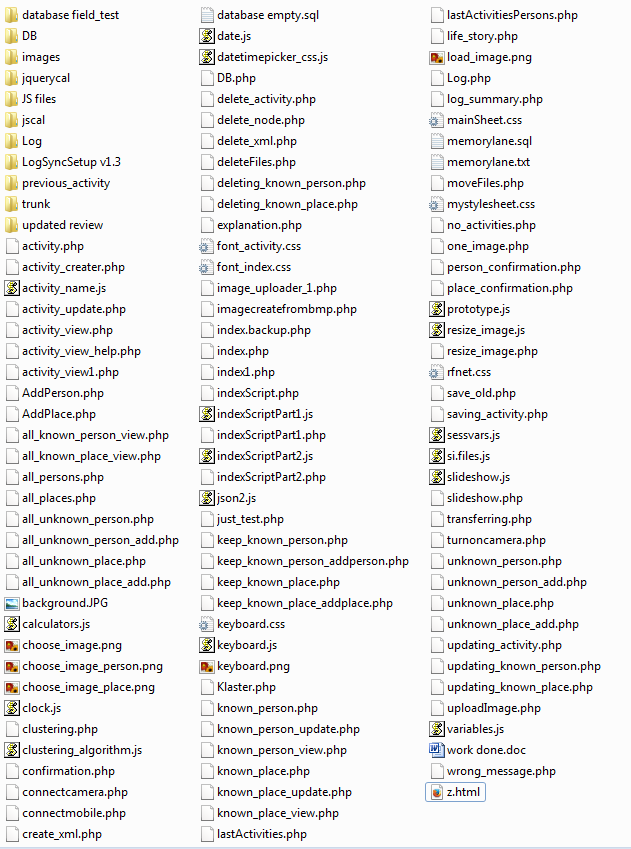 database field_test
DB
images
jquerycal
JS files
jscal
Log
LogSyncSetup v1.3
previous_activity
trunk
updated review
activity.php
activity_creater.php
activity_name.js
activity_update.php
activity_view.php
activity_view_help.php
activity_view1.php
AddPerson.php
AddPlace.php
all_known_person_view.php
all_known_place_view.php
all_persons.php
all_places.php
all_unknown_person.php
all_unknown_person_add.php
all_unknown_place.php
all_unknown_place_add.php
background.JPG
calculators.js
choose_image.png
choose_image_person.png
choose_image_place.png
clock.js
clustering.php
clustering_algorithm.js
confirmation.php
connectcamera.php
connectmobile.php
create_xml.php
database empty.sql
date.js
datetimepicker_css.js
DB.php
delete_activity.php
delete_node.php
delete_xml.php
deleteFiles.php
deleting_known_person.php
deleting_known_place.php
explanation.php
font_activity.css
font_index.css
image_uploader_1.php
imagecreatefrombmp.php
index.backup.php
index.php
index1.php
indexScript.php
indexScriptPart1.js
indexScriptPart1.php
indexScriptPart2.js
indexScriptPart2.php
json2.js
just_test.php
keep_known_person.php
keep_known_person_addperson.php
keep_known_place.php
keep_known_place_addplace.php
keyboard.css
keyboard.js
keyboard.png
Klaster.php
known_person.php
known_person_update.php
known_person_view.php
known_place.php
known_place_update.php
known_place_view.php
lastActivities.php
lastActivitiesPersons.php
life_story.php
load_image.png
Log.php
log_summary.php
mainSheet.css
memorylane.sql
memorylane.txt
moveFiles.php
mystylesheet.css
no_activities.php
one_image.php
person_confirmation.php
place_confirmation.php
prototype.js
resize_image.js
resize_image.php
rfnet.css
save_old.php
saving_activity.php
sessvars.js
si.files.js
slideshow.js
slideshow.php
transferring.php
turnoncamera.php
unknown_person.php
unknown_person_add.php
unknown_place.php
unknown_place_add.php
updating_activity.php
updating_known_person.php
updating_known_place.php
uploadImage.php
variables.js
work done.doc
wrong_message.php
z.html